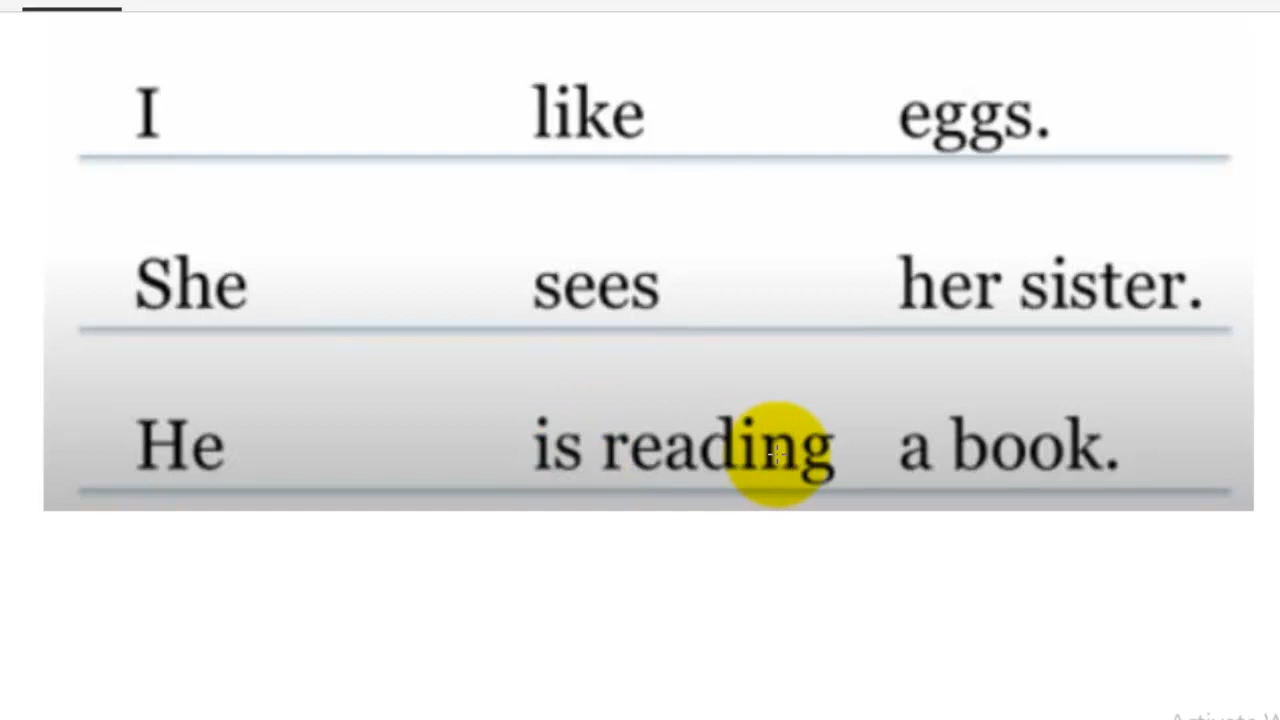 I like eggs.
She sees her sister.
He is reading a book.